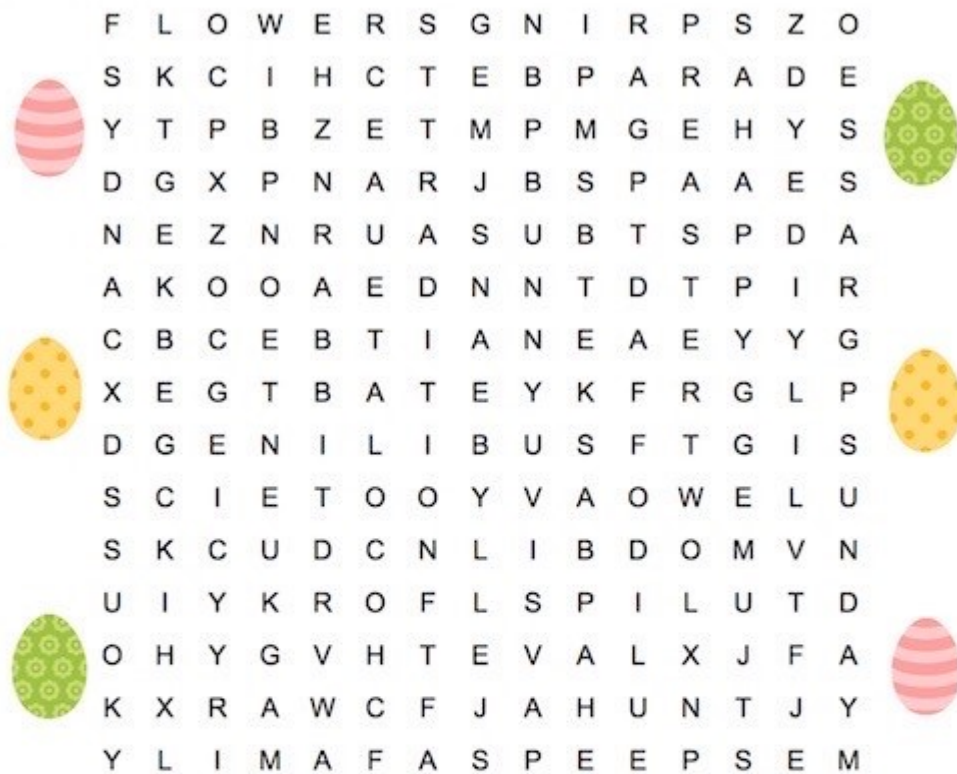 F L O W E R S G N I R P S Z O
S K C I H C T E B P A R A D E
Y T P B Z E T M P M G E H Y S
D G X P N A R J B S P A A E S
N E Z N R U A S U B T S P D A
A K O O A E D N N T D T P I R
C B C E B T I A N E A E Y Y G
X E G T B A T E Y K F R G L P
D G E N I L I B U S F T G I S
S C I E T O O Y V A O W E L U
S K C U D C N L I B D O M V N
U I Y K R O F L S P I L U T D
O H Y G V H T E V A L X J F A
K X R A W C F J A H U N T J Y
Y L I M A F A S P E E P S E M